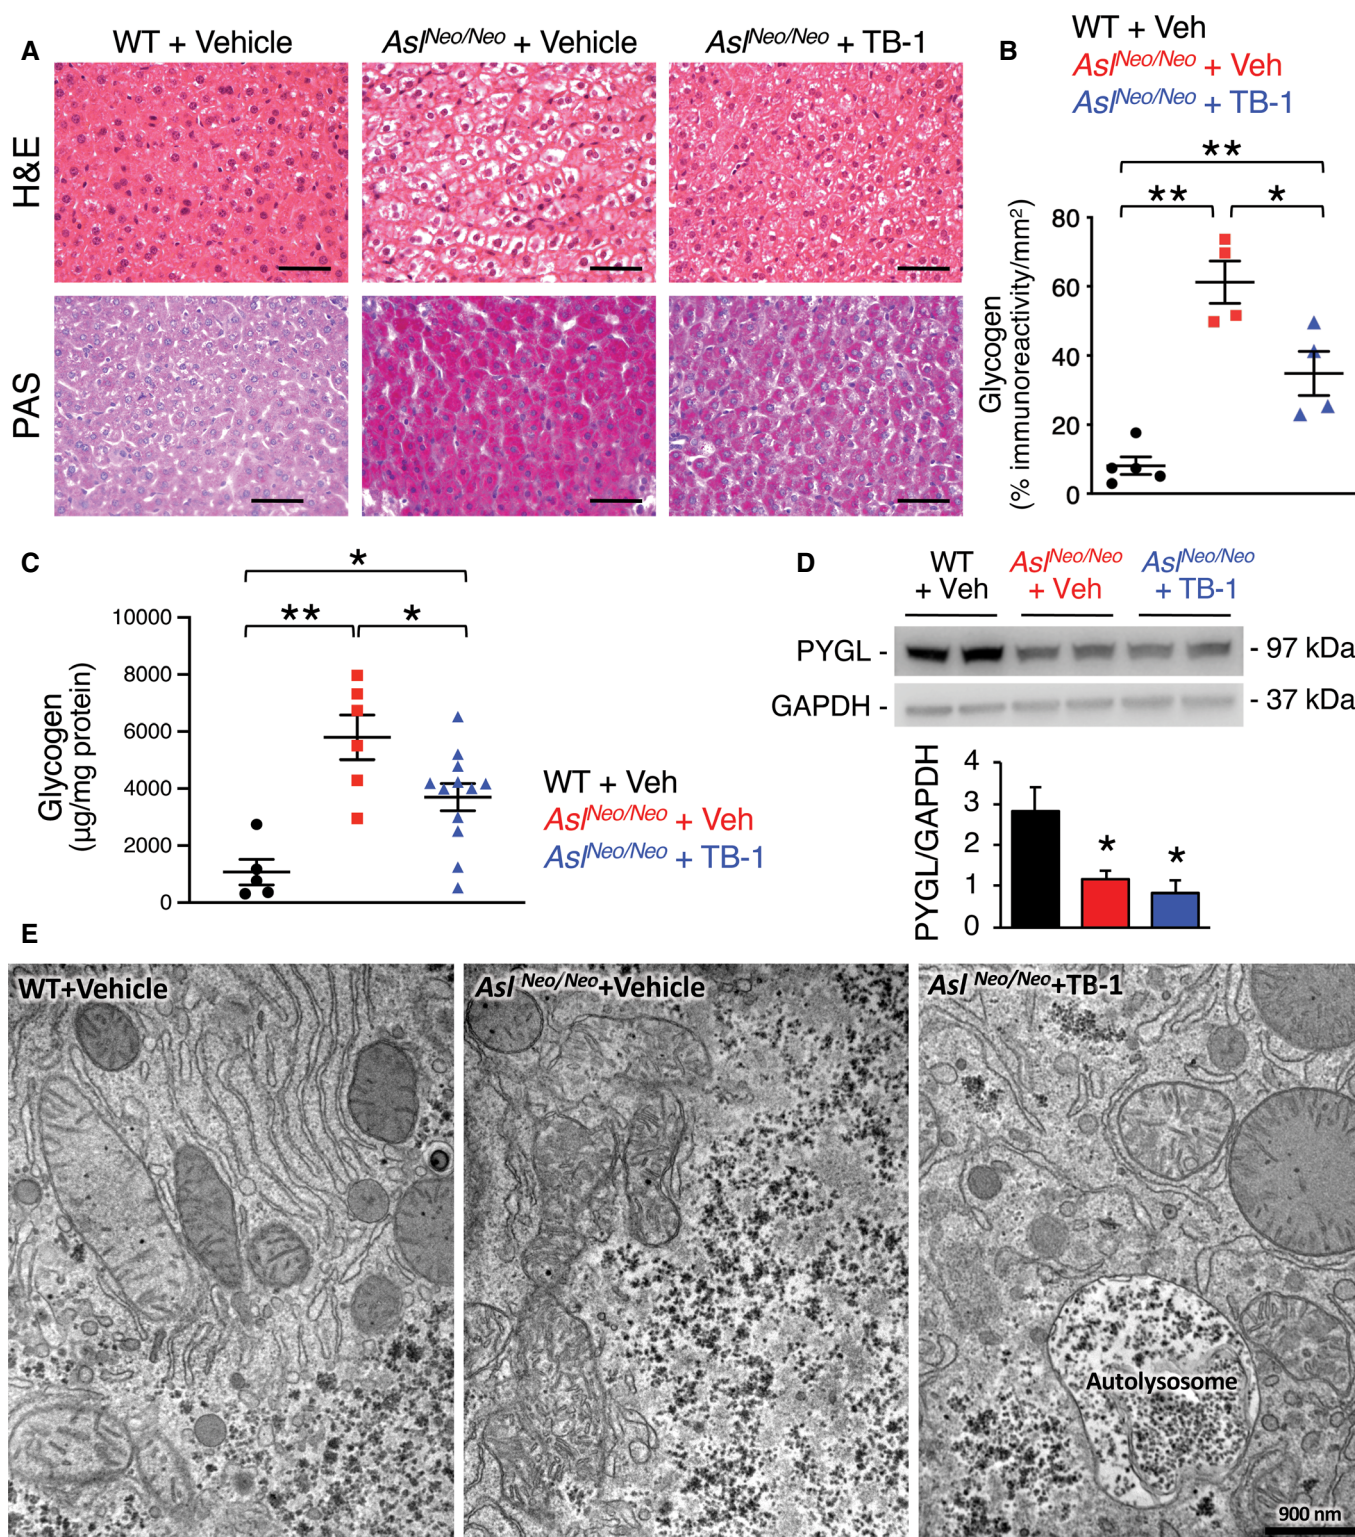 A
WT + Vehicle
Asl^Neo/Neo + Vehicle
Asl^Neo/Neo + TB-1
H&E
PAS
B
WT + Veh
Asl^Neo/Neo + Veh
Asl^Neo/Neo + TB-1
**
**
*
Glycogen
(% immunoreactivity/mm²)
80
60
40
20
0
C
*
**
*
Glycogen
(µg/mg protein)
10000
8000
6000
4000
2000
0
WT + Veh
Asl^Neo/Neo + Veh
Asl^Neo/Neo + TB-1
D
WT
+ Veh
Asl^Neo/Neo
+ Veh
Asl^Neo/Neo
+ TB-1
PYGL -
- 97 kDa
GAPDH -
- 37 kDa
PYGL/GAPDH
4
3
2
1
0
*
*
E
WT+Vehicle
Asl Neo/Neo+Vehicle
Asl Neo/Neo+TB-1
Autolysosome
900 nm